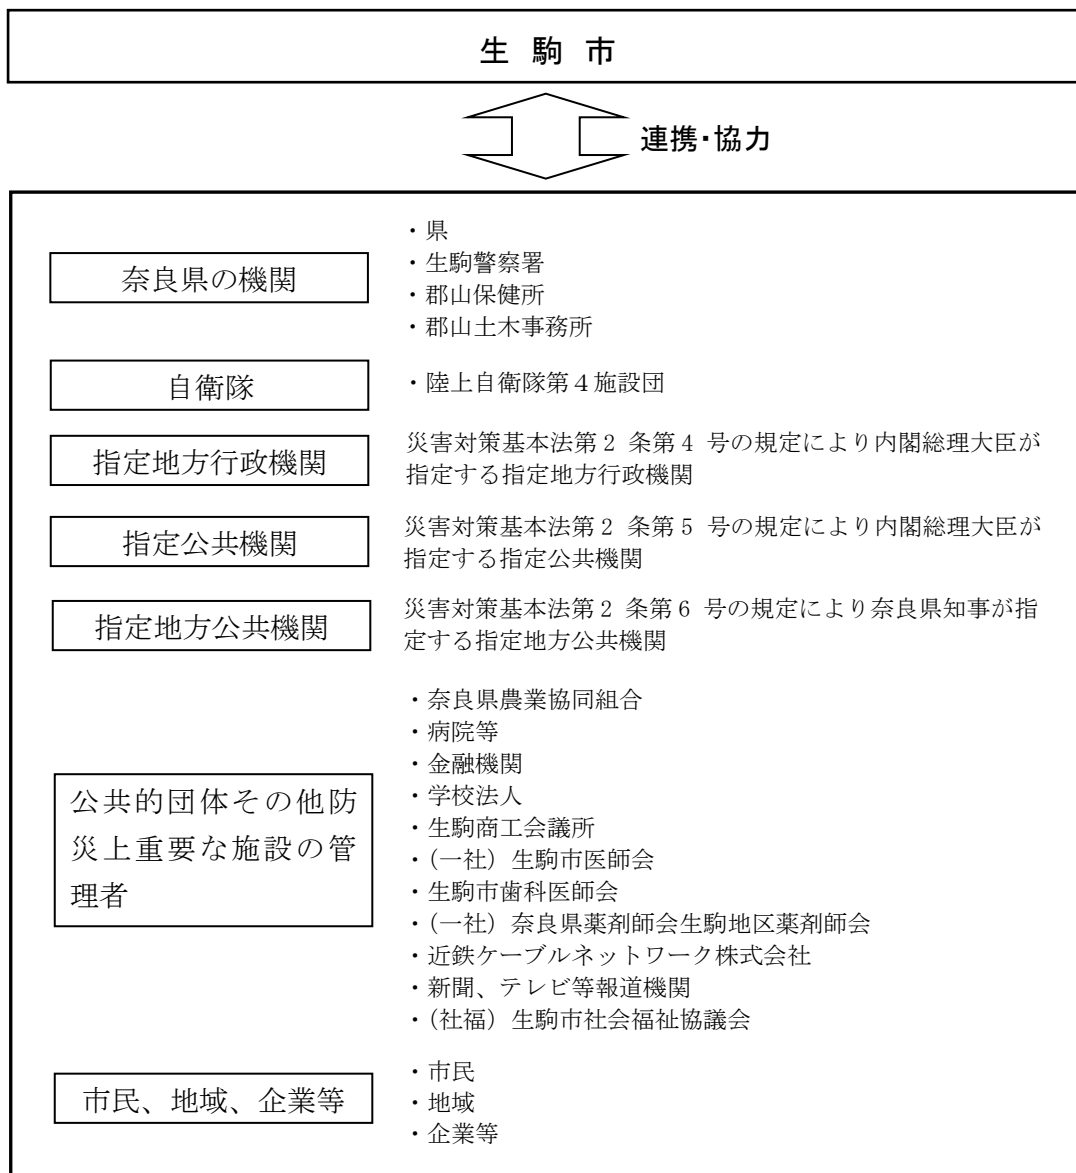 生駒市
連携・協力
奈良県の機関
・県
・生駒警察署
・郡山保健所
・郡山土木事務所
自衛隊
・陸上自衛隊第４施設団
指定地方行政機関
災害対策基本法第２ 条第４ 号の規定により内閣総理大臣が
指定する指定地方行政機関
指定公共機関
災害対策基本法第２ 条第５ 号の規定により内閣総理大臣が
指定する指定公共機関
指定地方公共機関
災害対策基本法第２ 条第６ 号の規定により奈良県知事が指
定する指定地方公共機関
公共的団体その他防
災上重要な施設の管
理者
・奈良県農業協同組合
・病院等
・金融機関
・学校法人
・生駒商工会議所
・（一社）生駒市医師会
・生駒市歯科医師会
・（一社）奈良県薬剤師会生駒地区薬剤師会
・近鉄ケーブルネットワーク株式会社
・新聞、テレビ等報道機関
・（社福）生駒市社会福祉協議会
市民、地域、企業等
・市民
・地域
・企業等